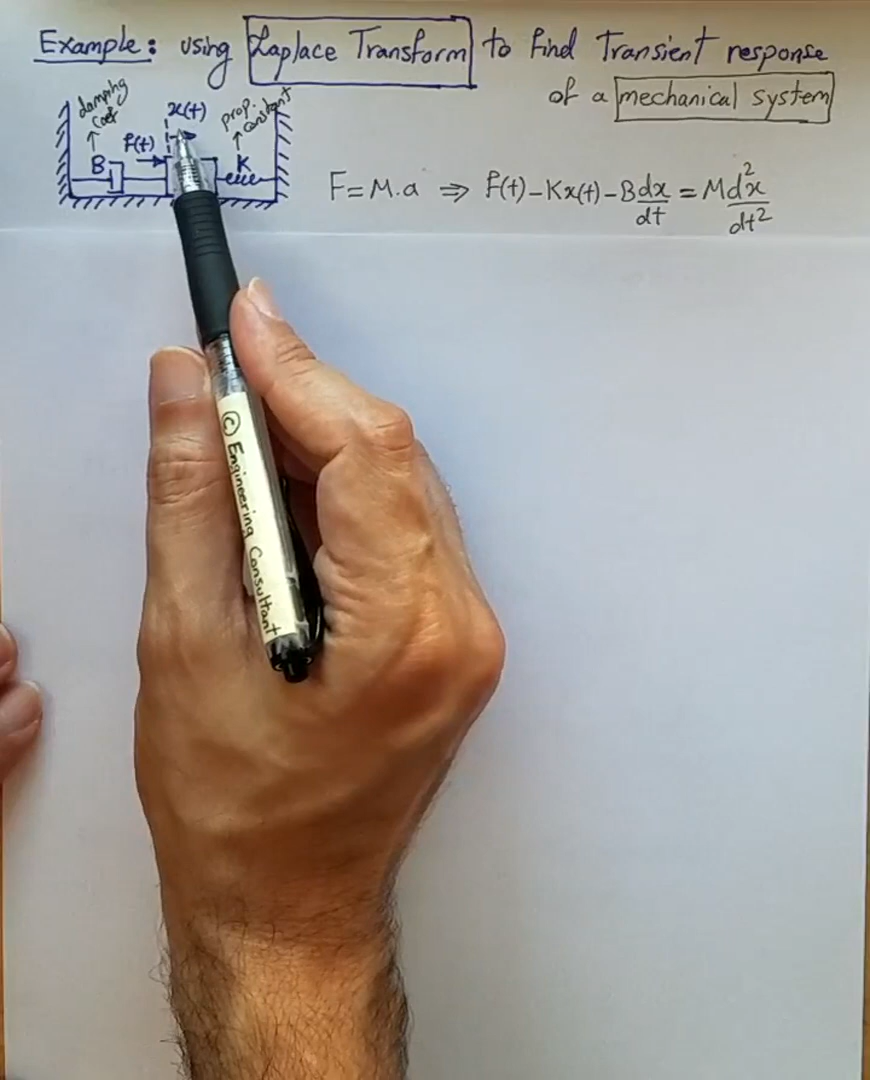 Example: using Laplace Transform to find Transient response
of a mechanical system
damping
coef
x(t)
prop.
constant
f(t)
B
K
F=M.a ⇒ f(t)-Kx(t)-B dx/dt = M d²x/dt²
© Engineering Consultant